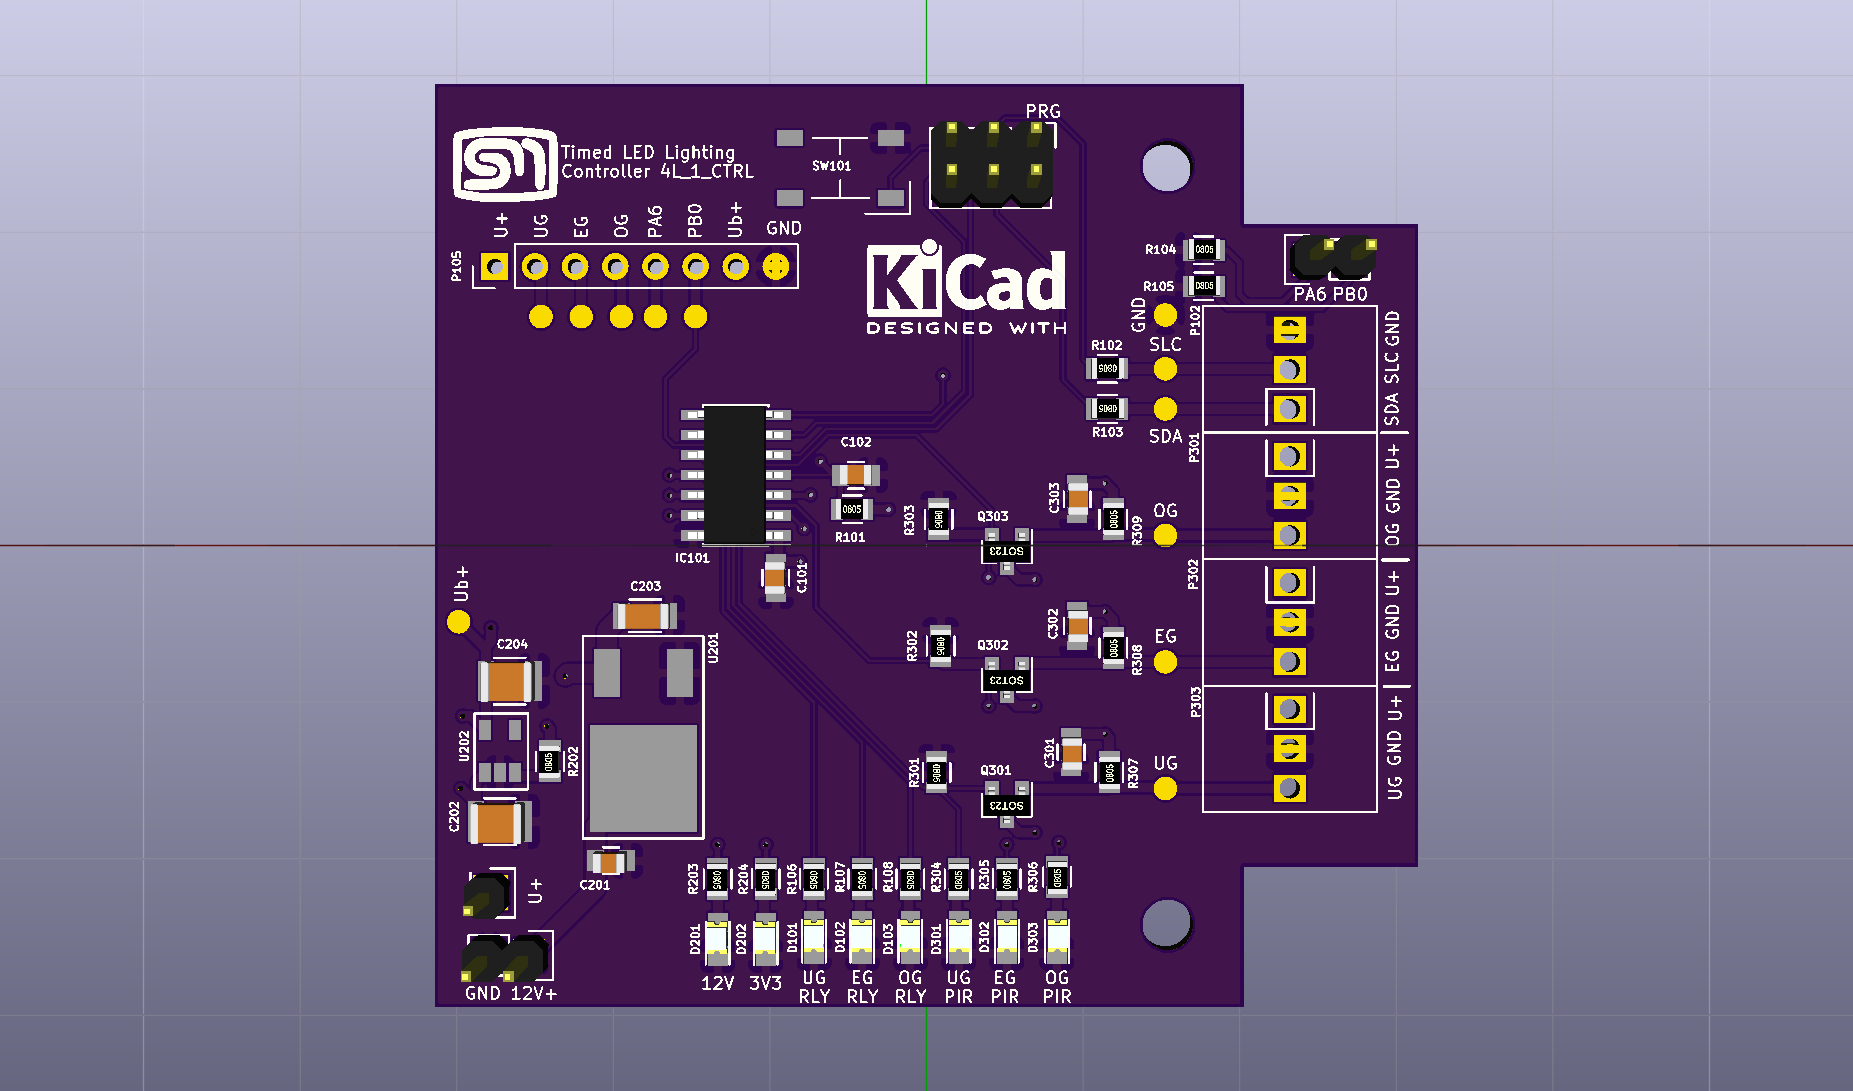 PRG
Timed LED Lighting
Controller 4L_1_CTRL
SW101
U+
UG
EG
OG
PA6
PB0
Ub+
GND
P105
KiCad
DESIGNED WITH
R104
0805
R105
0805
PA6 PB0
GND
P102
SLC
R102
0805
R103
0805
SDA
SDA SLC GND
P301
OG GND U+
P302
EG GND U+
P303
UG GND U+
IC101
C102
R101
0805
C101
R303
0805
Q303
SOT23
C303
0805
R309
OG
R302
0805
Q302
SOT23
C302
0805
R308
EG
R301
0805
Q301
SOT23
C301
0805
R307
UG
Ub+
C203
C204
U201
U202
0805
R202
C202
C201
U+
GND 12V+
R203
0805
R204
0805
R106
0805
R107
0805
R108
0805
R304
0805
R305
0805
R306
0805
D201
D202
D101
D102
D103
D301
D302
D303
12V
3V3
UG
RLY
EG
RLY
OG
RLY
UG
PIR
EG
PIR
OG
PIR